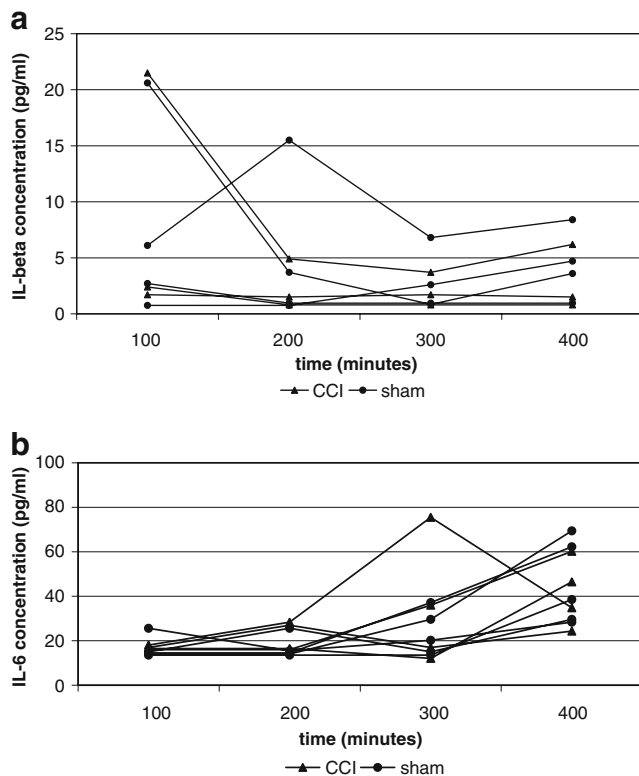 a
IL-beta concentration (pg/ml)
25
20
15
10
5
0
100 200 300 400
time (minutes)
CCI sham
b
IL-6 concentration (pg/ml)
100
80
60
40
20
0
100 200 300 400
time (minutes)
CCI sham